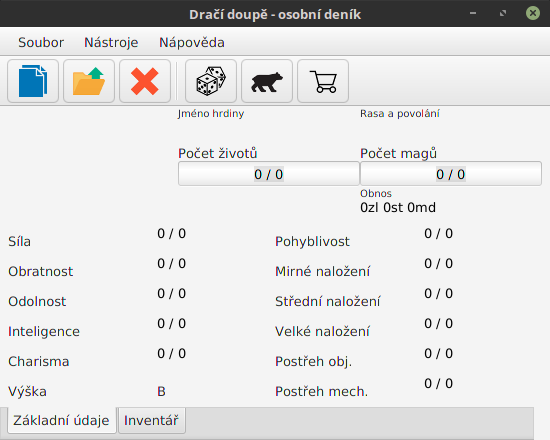 Dračí doupě - osobní deník
Soubor Nástroje Nápověda
Jméno hrdiny Rasa a povolání
Počet životů Počet magů
0 / 0 0 / 0
Obnos
0zl 0st 0md
Síla 0 / 0 Pohyblivost 0 / 0
Obratnost 0 / 0 Mírné naložení 0 / 0
Odolnost 0 / 0 Střední naložení 0 / 0
Inteligence 0 / 0 Velké naložení 0 / 0
Charisma 0 / 0 Postřeh obj. 0 / 0
Výška B Postřeh mech. 0 / 0
Základní údaje Inventář